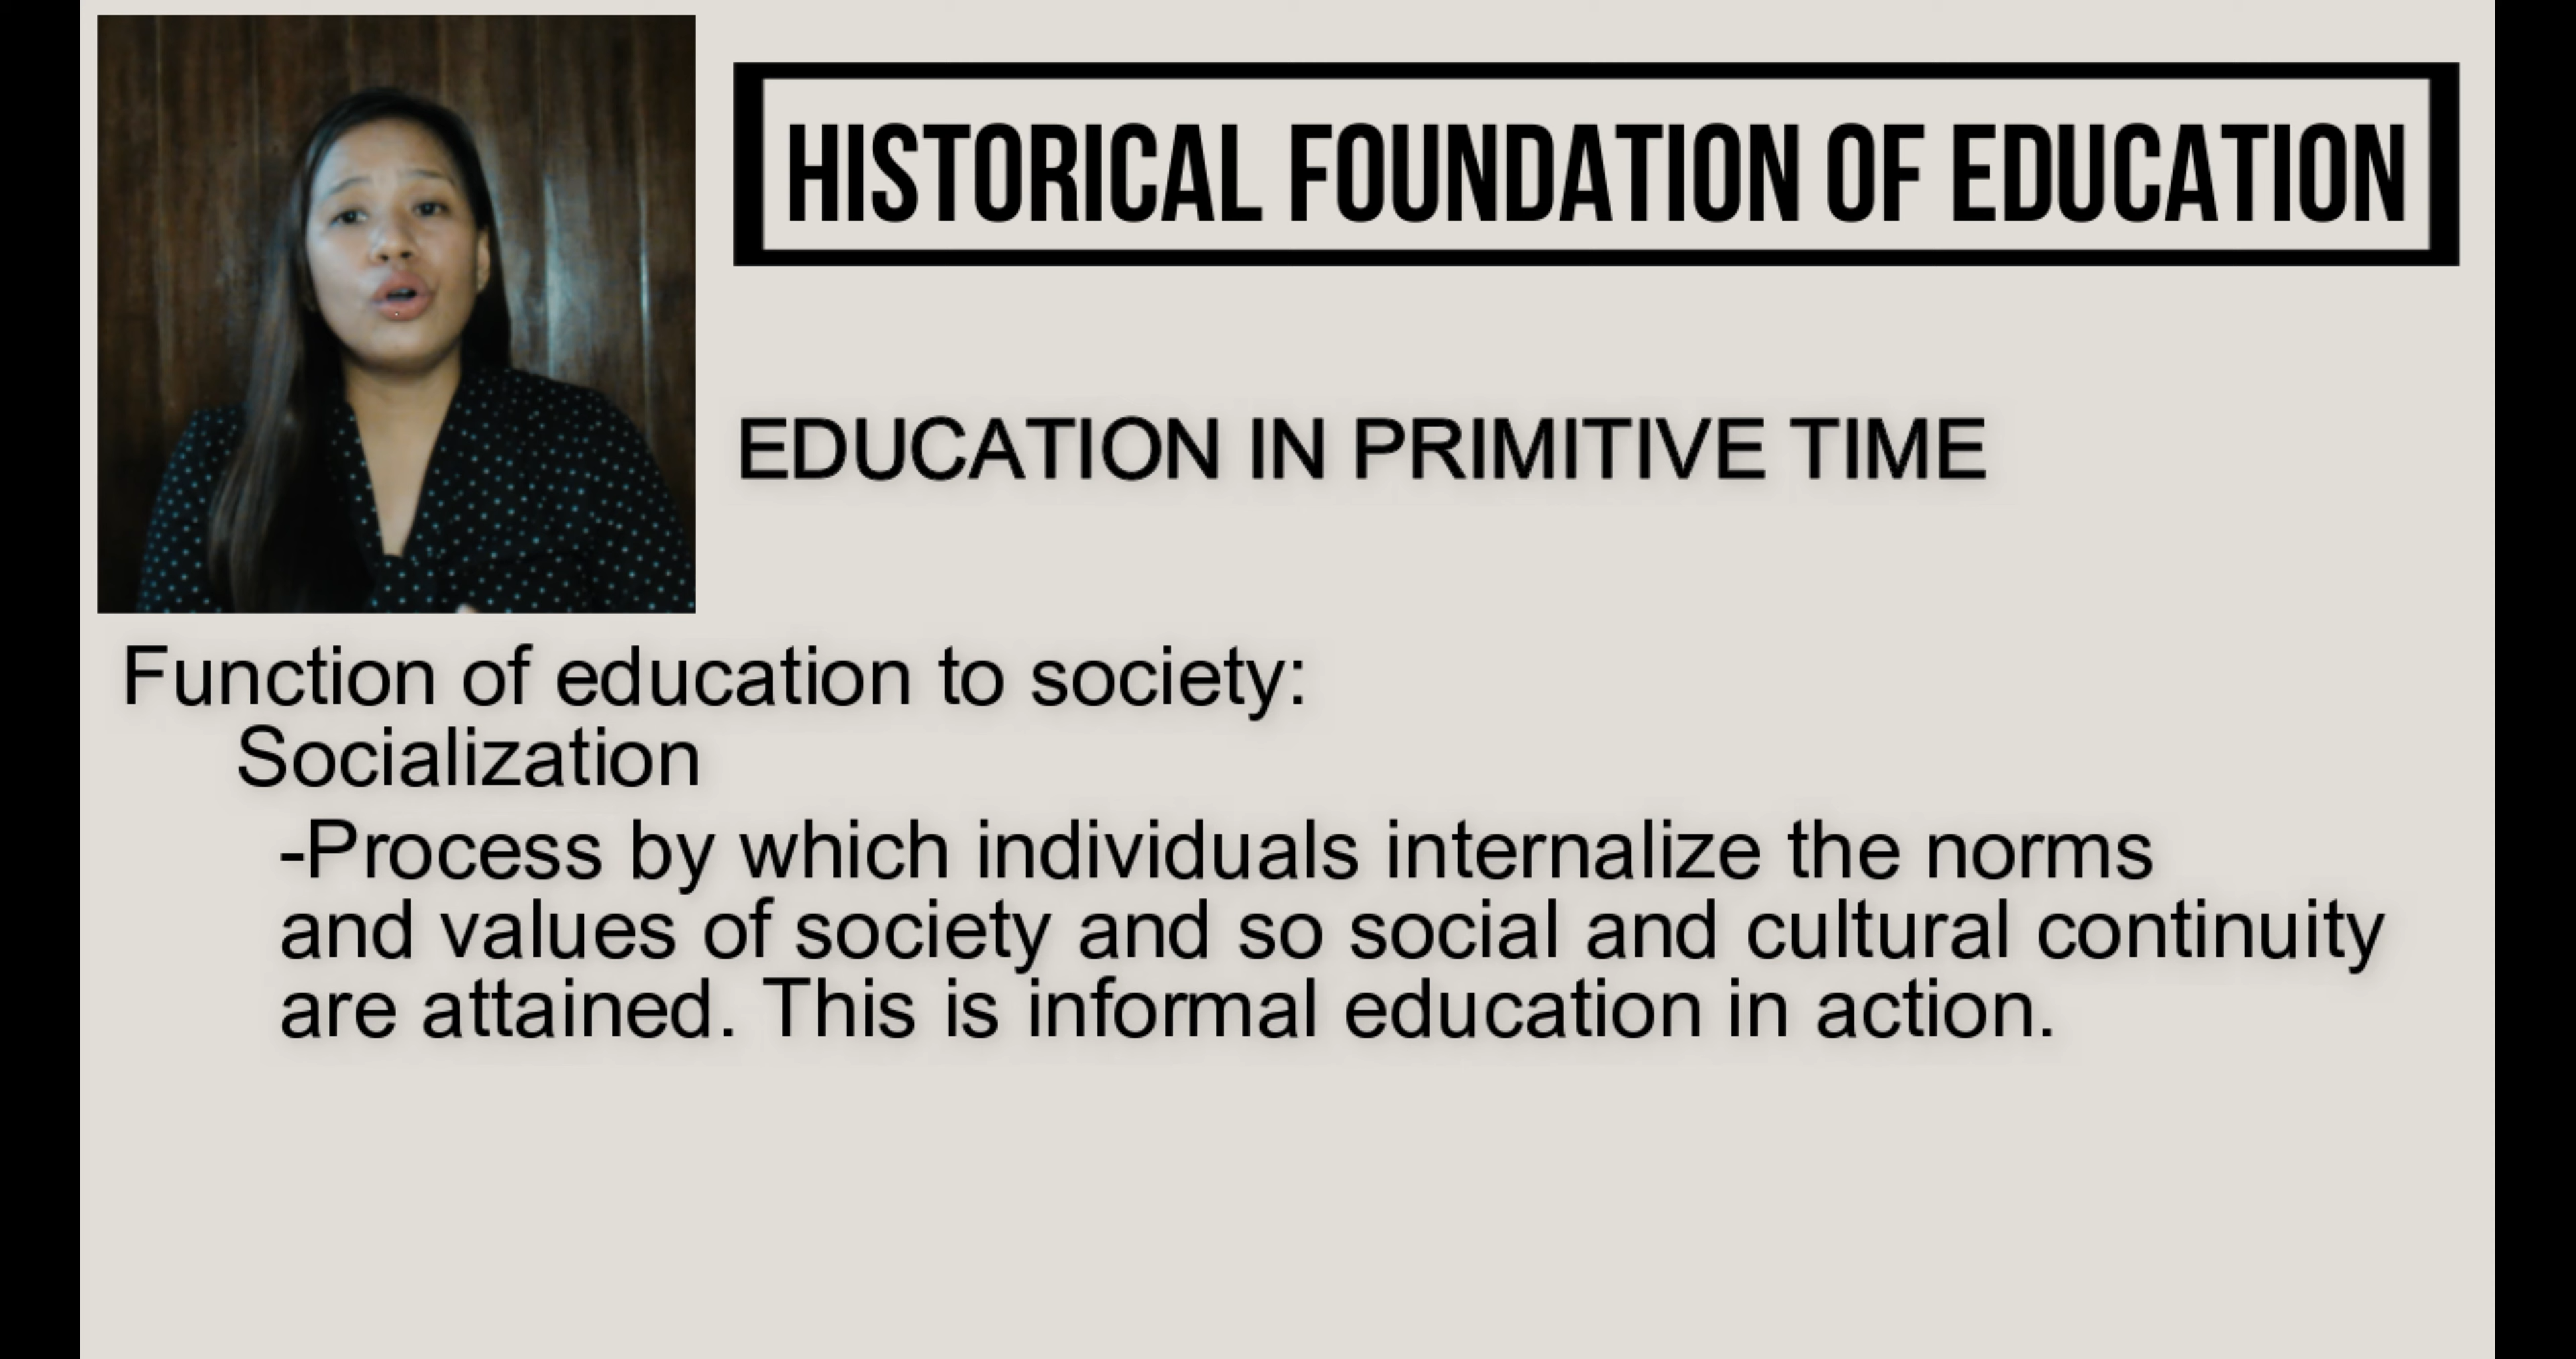 HISTORICAL FOUNDATION OF EDUCATION
EDUCATION IN PRIMITIVE TIME
Function of education to society:
Socialization
-Process by which individuals internalize the norms
and values of society and so social and cultural continuity
are attained. This is informal education in action.